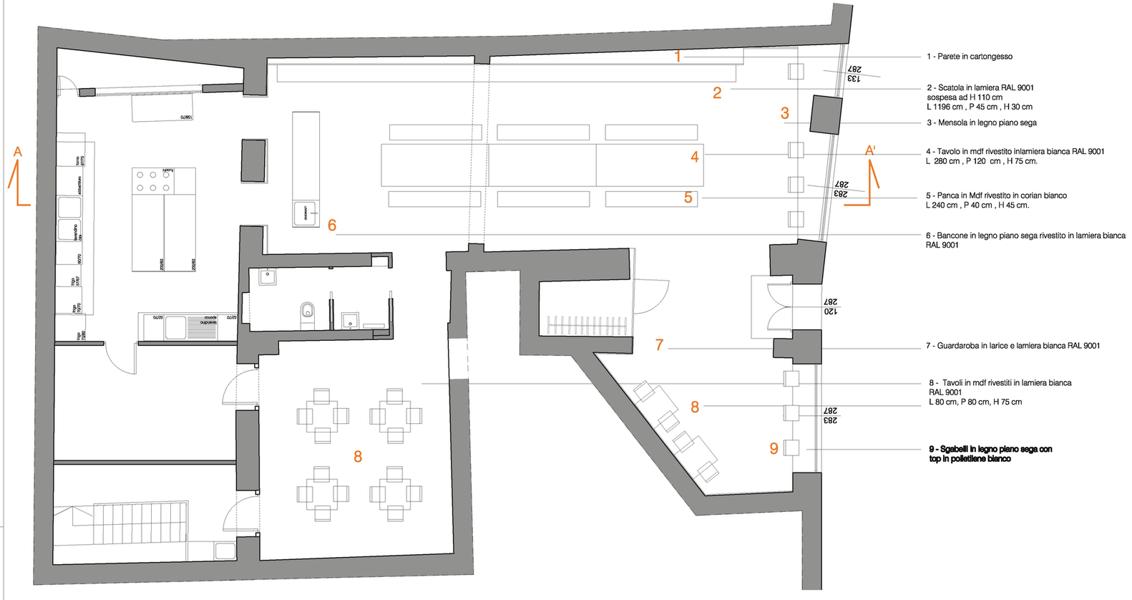 1 - Parete in cartongesso
2 - Scatola in lamiera RAL 9001
sospesa ad H 110 cm
L 1196 cm , P 45 cm , H 30 cm
3 - Mensola in legno piano sega
4 - Tavolo in mdf rivestito inlamiera bianca RAL 9001
L 280 cm , P 120 cm , H 75 cm.
5 - Panca in Mdf rivestito in corian bianco
L 240 cm , P 40 cm , H 45 cm.
6 - Bancone in legno piano sega rivestito in lamiera bianca
RAL 9001
7 - Guardaroba in larice e lamiera bianca RAL 9001
8 - Tavoli in mdf rivestiti in lamiera bianca
RAL 9001
L 80 cm, P 80 cm, H 75 cm
9 - Sgabelli in legno piano sega con
top in polietilene bianco
1
2
3
A
4
A'
5
6
7
8
8
9
287
133
287
283
287
120
287
283